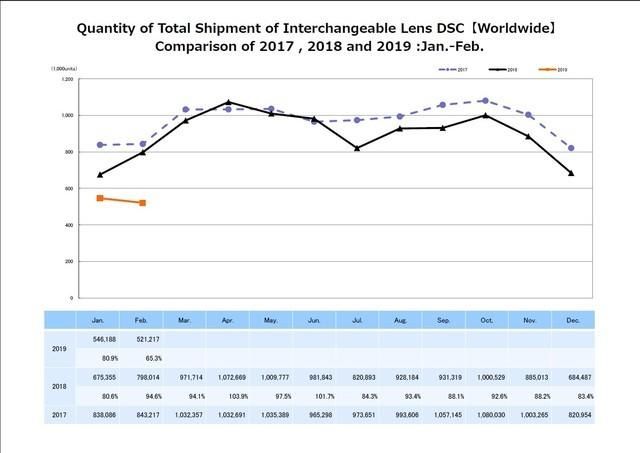 Quantity of Total Shipment of Interchangeable Lens DSC【Worldwide】
Comparison of 2017 , 2018 and 2019 :Jan.-Feb.
(1,000units)
2017 2018 2019
1,200
1,000
800
600
400
200
0
Jan. Feb. Mar. Apr. May. Jun. Jul. Aug. Sep. Oct. Nov. Dec.
2019
546,188 521,217
80.9% 65.3%
2018
675,355 798,014 971,714 1,072,669 1,009,777 981,843 820,893 928,184 931,319 1,000,529 885,013 684,487
80.6% 94.6% 94.1% 103.9% 97.5% 101.7% 84.3% 93.4% 88.1% 92.6% 88.2% 83.4%
2017 838,086 843,217 1,032,357 1,032,691 1,035,389 965,298 973,651 993,606 1,057,145 1,080,030 1,003,265 820,954